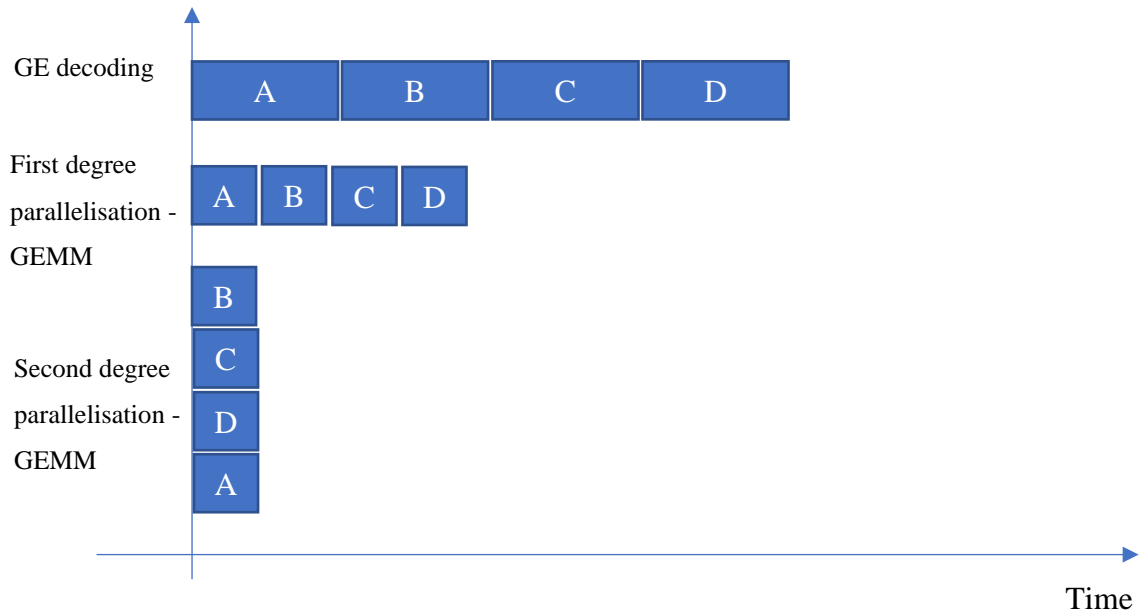 GE decoding
A B C D
First degree
parallelisation -
GEMM
A B C D
B
C
Second degree
parallelisation -
GEMM
D
A
Time